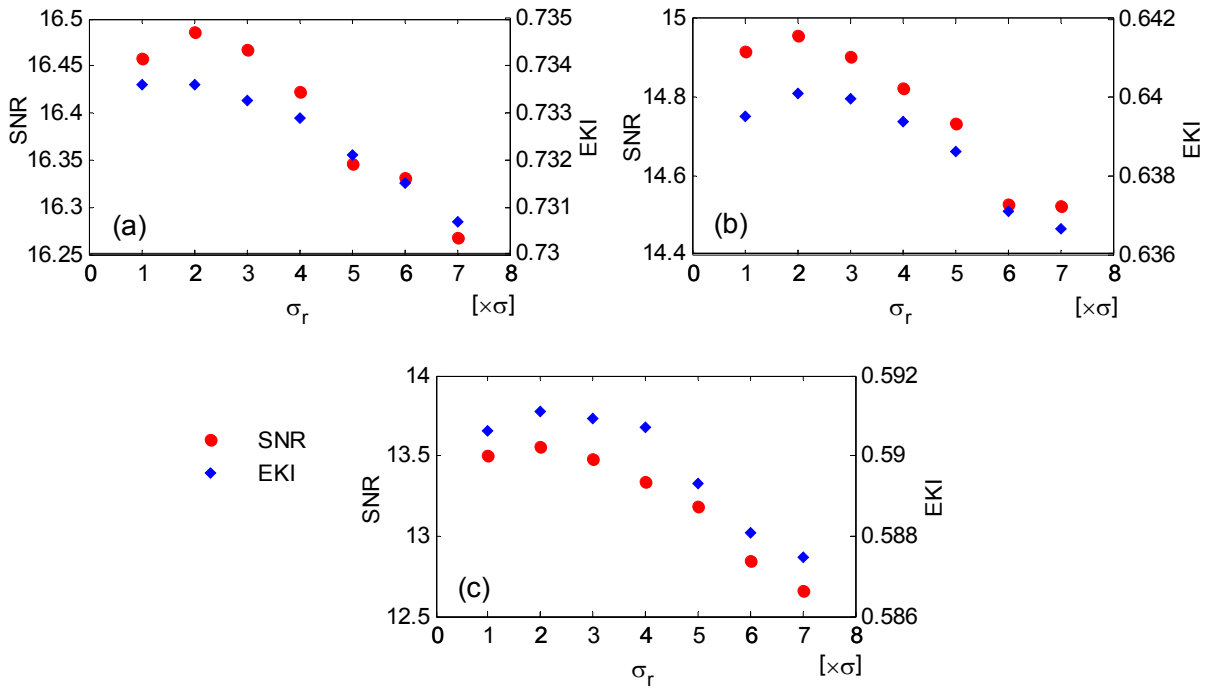 16.5
16.45
16.4
16.35
16.3
16.25
SNR
0.735
0.734
0.733
0.732
0.731
0.73
EKI
(a)
0 1 2 3 4 5 6 7 8
σr [×σ]
15
14.8
14.6
14.4
SNR
0.642
0.64
0.638
0.636
EKI
(b)
0 1 2 3 4 5 6 7 8
σr [×σ]
SNR
EKI
14
13.5
13
12.5
SNR
0.592
0.59
0.588
0.586
EKI
(c)
0 1 2 3 4 5 6 7 8
σr [×σ]